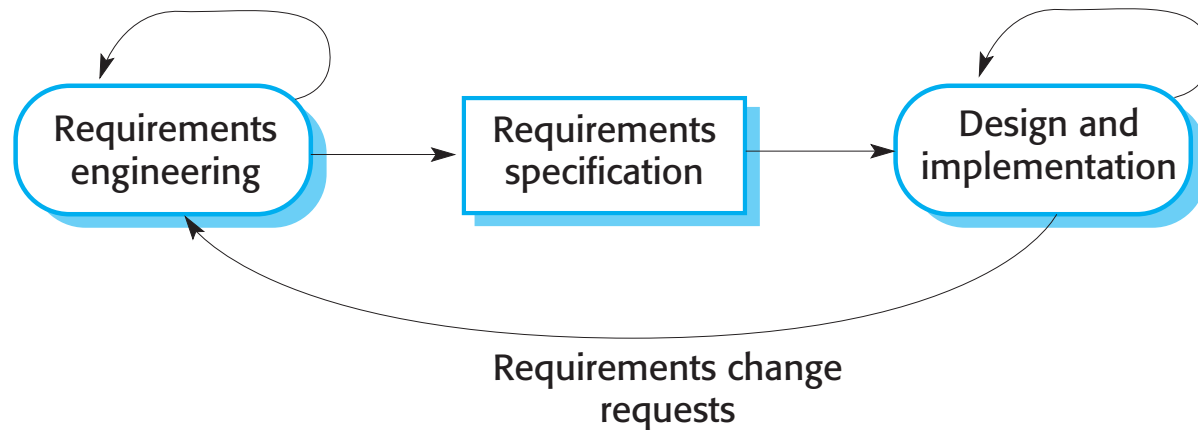 Requirements
engineering
Requirements
specification
Design and
implementation
Requirements change
requests